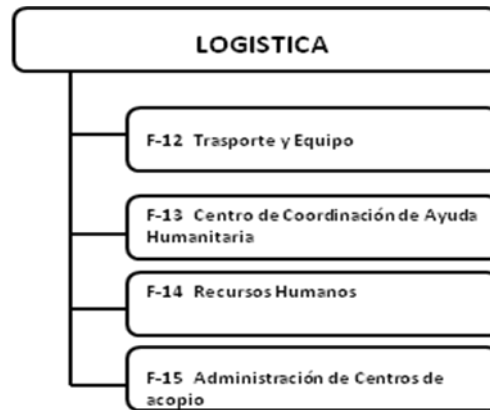 LOGISTICA
F-12 Trasporte y Equipo
F-13 Centro de Coordinación de Ayuda
Humanitaria
F-14 Recursos Humanos
F-15 Administración de Centros de
acopio